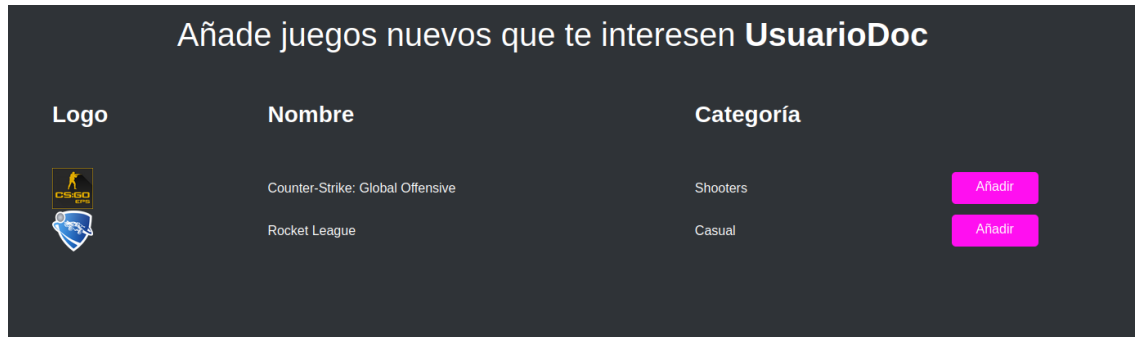 Añade juegos nuevos que te interesen UsuarioDoc
Logo Nombre Categoría
CS:GO
EPS
Counter-Strike: Global Offensive Shooters Añadir
Rocket League Casual Añadir